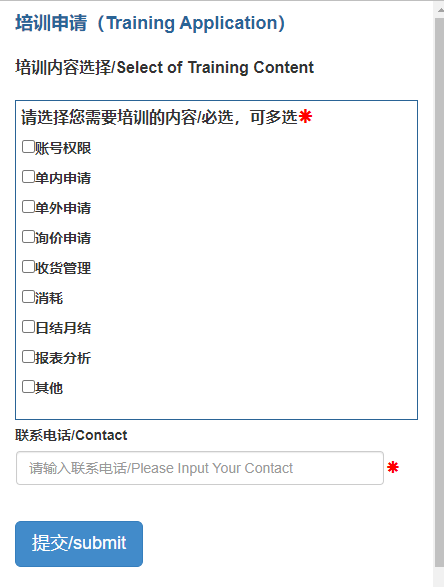 培训申请（Training Application）
培训内容选择/Select of Training Content
请选择您需要培训的内容/必选，可多选*
账号权限
单内申请
单外申请
询价申请
收货管理
消耗
日结月结
报表分析
其他
联系电话/Contact
请输入联系电话/Please Input Your Contact *
提交/submit